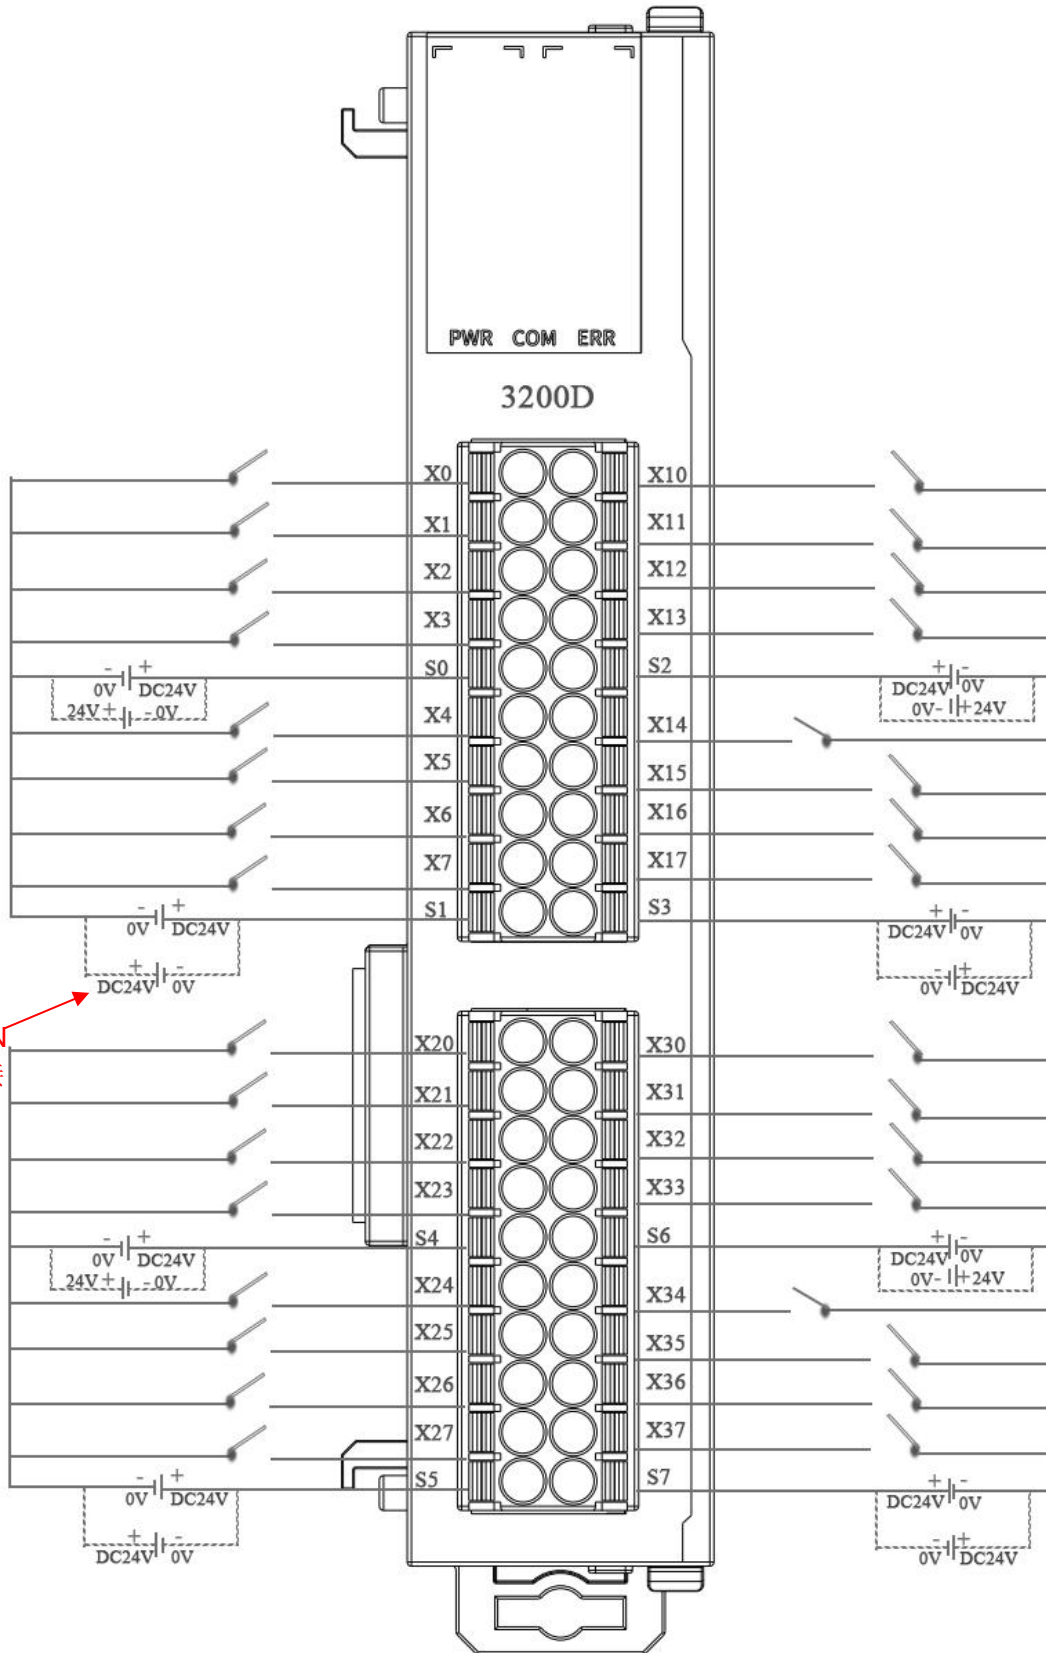 PWR COM ERR
3200D
X0
X1
X2
X3
S0
- +
0V DC24V
24V + - 0V
X4
X5
X6
X7
S1
- +
0V DC24V
+ -
DC24V 0V
X10
X11
X12
X13
S2
+ -
DC24V 0V
0V - + 24V
X14
X15
X16
X17
S3
+ -
DC24V 0V
- +
0V DC24V
X20
X21
X22
X23
S4
- +
0V DC24V
24V + - 0V
X24
X25
X26
X27
S5
- +
0V DC24V
+ -
DC24V 0V
X30
X31
X32
X33
S6
+ -
DC24V 0V
0V - + 24V
X34
X35
X36
X37
S7
+ -
DC24V 0V
- +
0V DC24V